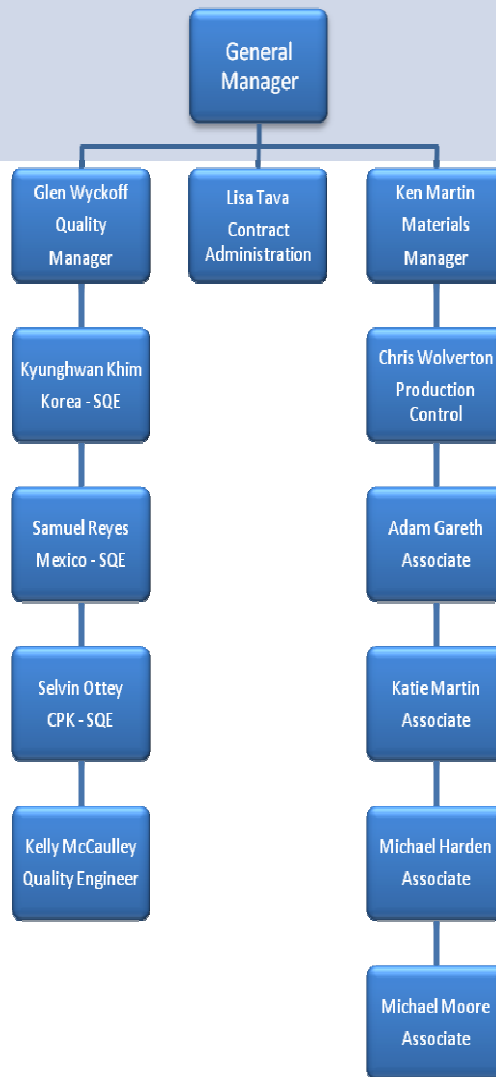 General
Manager
Glen Wyckoff
Quality
Manager
Lisa Tava
Contract
Administration
Ken Martin
Materials
Manager
Kyunghwan Khim
Korea - SQE
Chris Wolverton
Production
Control
Samuel Reyes
Mexico - SQE
Adam Gareth
Associate
Selvin Ottey
CPK - SQE
Katie Martin
Associate
Kelly McCaulley
Quality Engineer
Michael Harden
Associate
Michael Moore
Associate